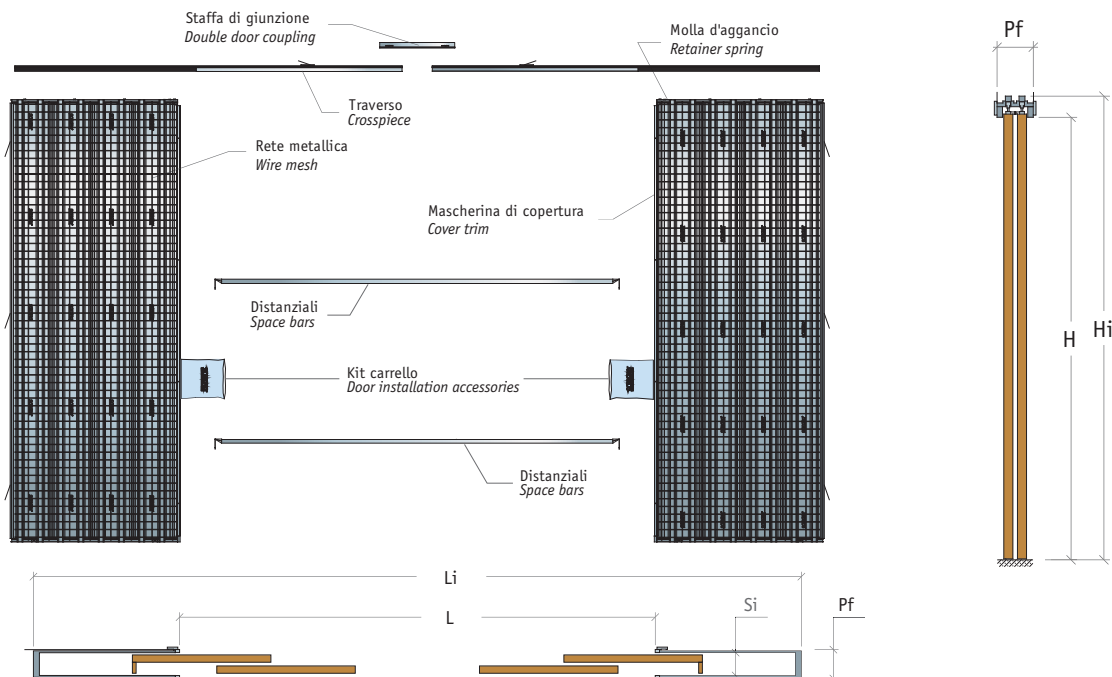 Staffa di giunzione
Double door coupling
Molla d'aggancio
Retainer spring
Pf
Traverso
Crosspiece
Rete metallica
Wire mesh
Mascherina di copertura
Cover trim
Distanziali
Space bars
H
Hi
Kit carrello
Door installation accessories
Distanziali
Space bars
Li
L
Si
Pf